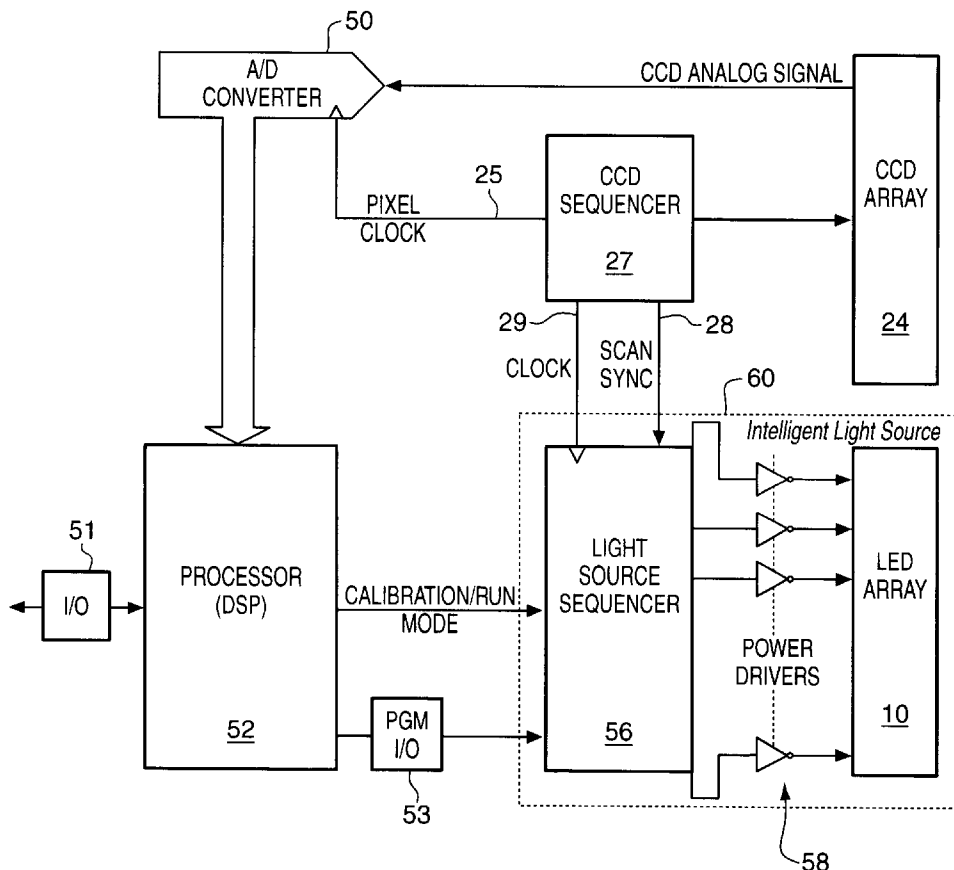 50
A/D
CONVERTER
CCD ANALOG SIGNAL
CCD
ARRAY
24
25
PIXEL
CLOCK
CCD
SEQUENCER
27
29
28
CLOCK
SCAN
SYNC
60
Intelligent Light Source
51
I/O
PROCESSOR
(DSP)
52
CALIBRATION/RUN
MODE
PGM
I/O
53
LIGHT
SOURCE
SEQUENCER
56
POWER
DRIVERS
LED
ARRAY
10
58